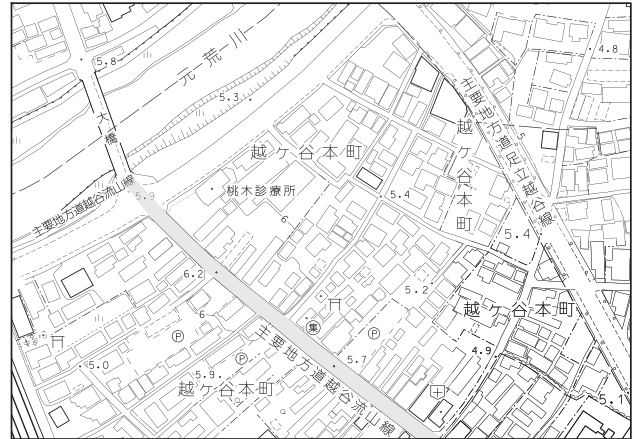 5.8
元荒川
4.8
大橋
5.3
主要地方道足立越谷線
越ケ谷本町
越ケ谷本町
主要地方道越谷流山線
5.9
桃木診療所
5.4
6
5.4
6.2
5.2
越ケ谷本町
6
集
P
P
主要地方道越谷流山線
4.9
P
5.7
5.0
5.9
越ケ谷本町
5.1